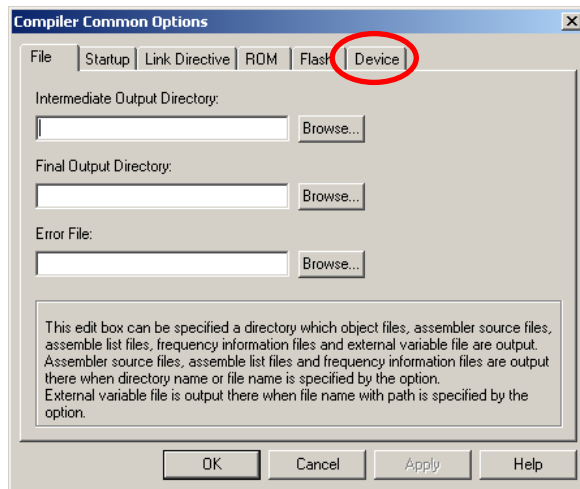 Compiler Common Options
File Startup Link Directive ROM Flash Device
Intermediate Output Directory:
Browse...
Final Output Directory:
Browse...
Error File:
Browse...
This edit box can be specified a directory which object files, assembler source files,
assemble list files, frequency information files and external variable file are output.
Assembler source files, assemble list files and frequency information files are output
there when directory name or file name is specified by the option.
External variable file is output there when file name with path is specified by the
option.
OK Cancel Apply Help